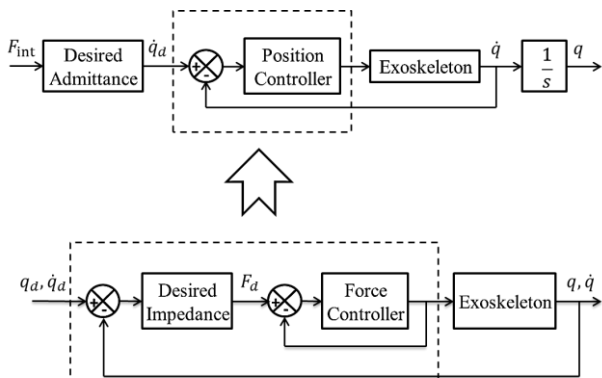 F_int
Desired
Admittance
q̇_d
+
-
Position
Controller
Exoskeleton
q̇
1
s
q
q_d, q̇_d
+
-
Desired
Impedance
F_d
+
-
Force
Controller
Exoskeleton
q, q̇